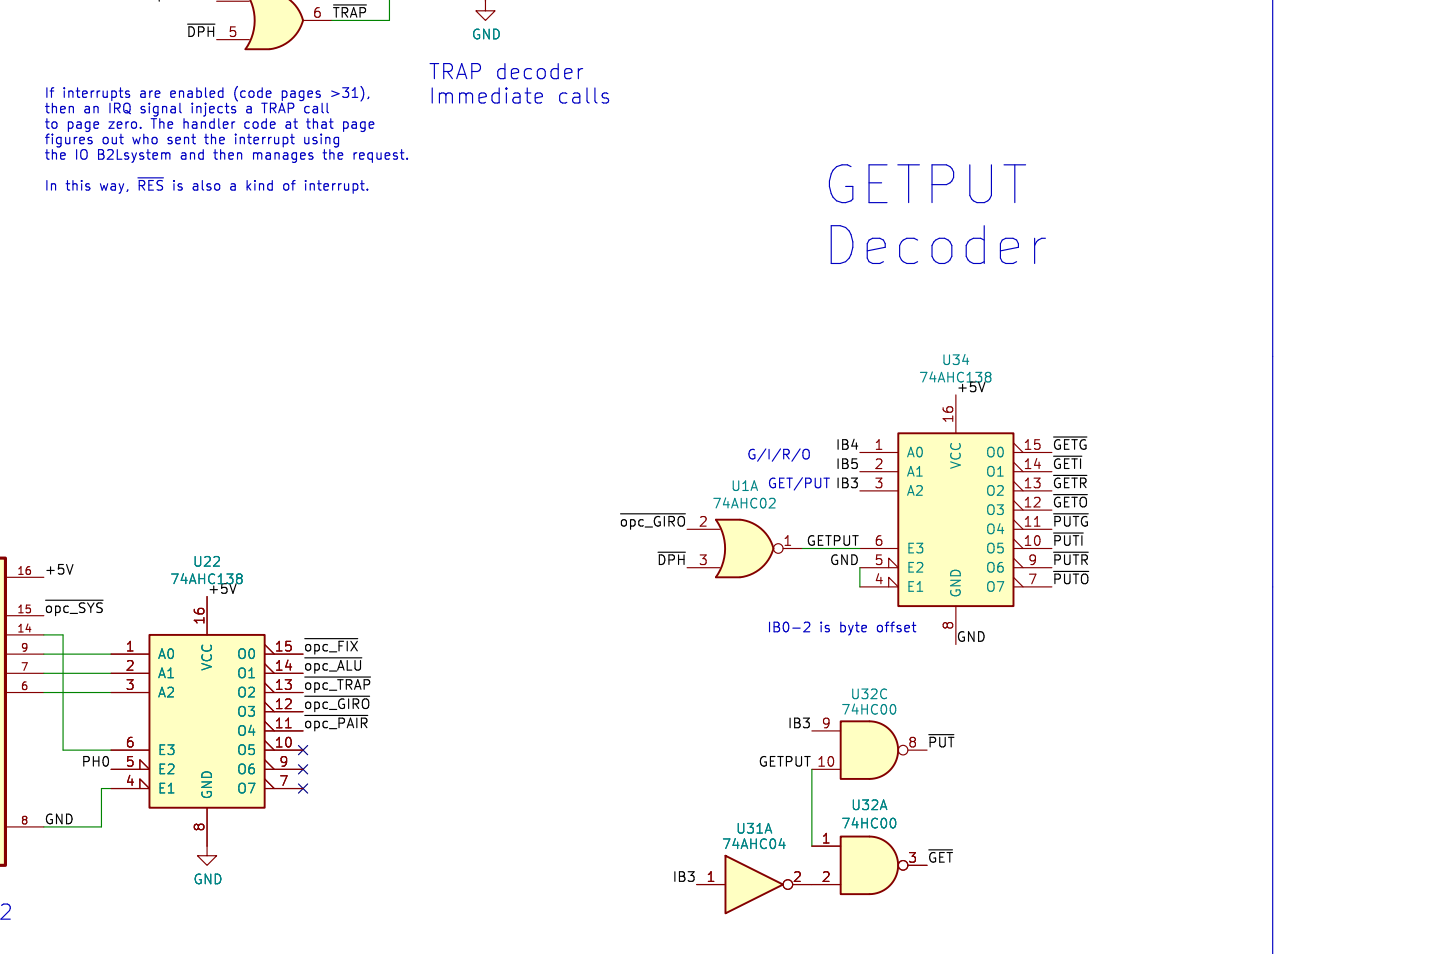 6
TRAP
DPH
5
GND
TRAP decoder
Immediate calls
If interrupts are enabled (code pages >31),
then an IRQ signal injects a TRAP call
to page zero. The handler code at that page
figures out who sent the interrupt using
the IO B2Lsystem and then manages the request.
In this way, RES is also a kind of interrupt.
GETPUT
Decoder
U34
74AHC138
+5V
16
VCC
G/I/R/O
GET/PUT
IB4 1 A0
IB5 2 A1
IB3 3 A2
GETPUT 6 E3
GND 5 E2
4 E1
O0 15 GETG
O1 14 GETI
O2 13 GETR
O3 12 GETO
O4 11 PUTG
O5 10 PUTI
O6 9 PUTR
O7 7 PUTO
GND
8
GND
U1A
74AHC02
opc_GIRO 2
DPH 3
1
IB0-2 is byte offset
16 +5V
15 opc_SYS
14
9
7
6
8 GND
2
U22
74AHC138
+5V
16
VCC
1 A0
2 A1
3 A2
6 E3
PH0 5 E2
4 E1
O0 15 opc_FIX
O1 14 opc_ALU
O2 13 opc_TRAP
O3 12 opc_GIRO
O4 11 opc_PAIR
O5 10
O6 9
O7 7
GND
8
GND
U32C
74HC00
IB3 9
GETPUT 10
8 PUT
U32A
74HC00
1
2
3 GET
U31A
74AHC04
IB3 1
2